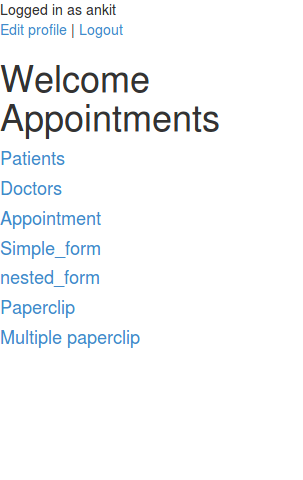 Logged in as ankit
Edit profile | Logout
Welcome
Appointments
Patients
Doctors
Appointment
Simple_form
nested_form
Paperclip
Multiple paperclip